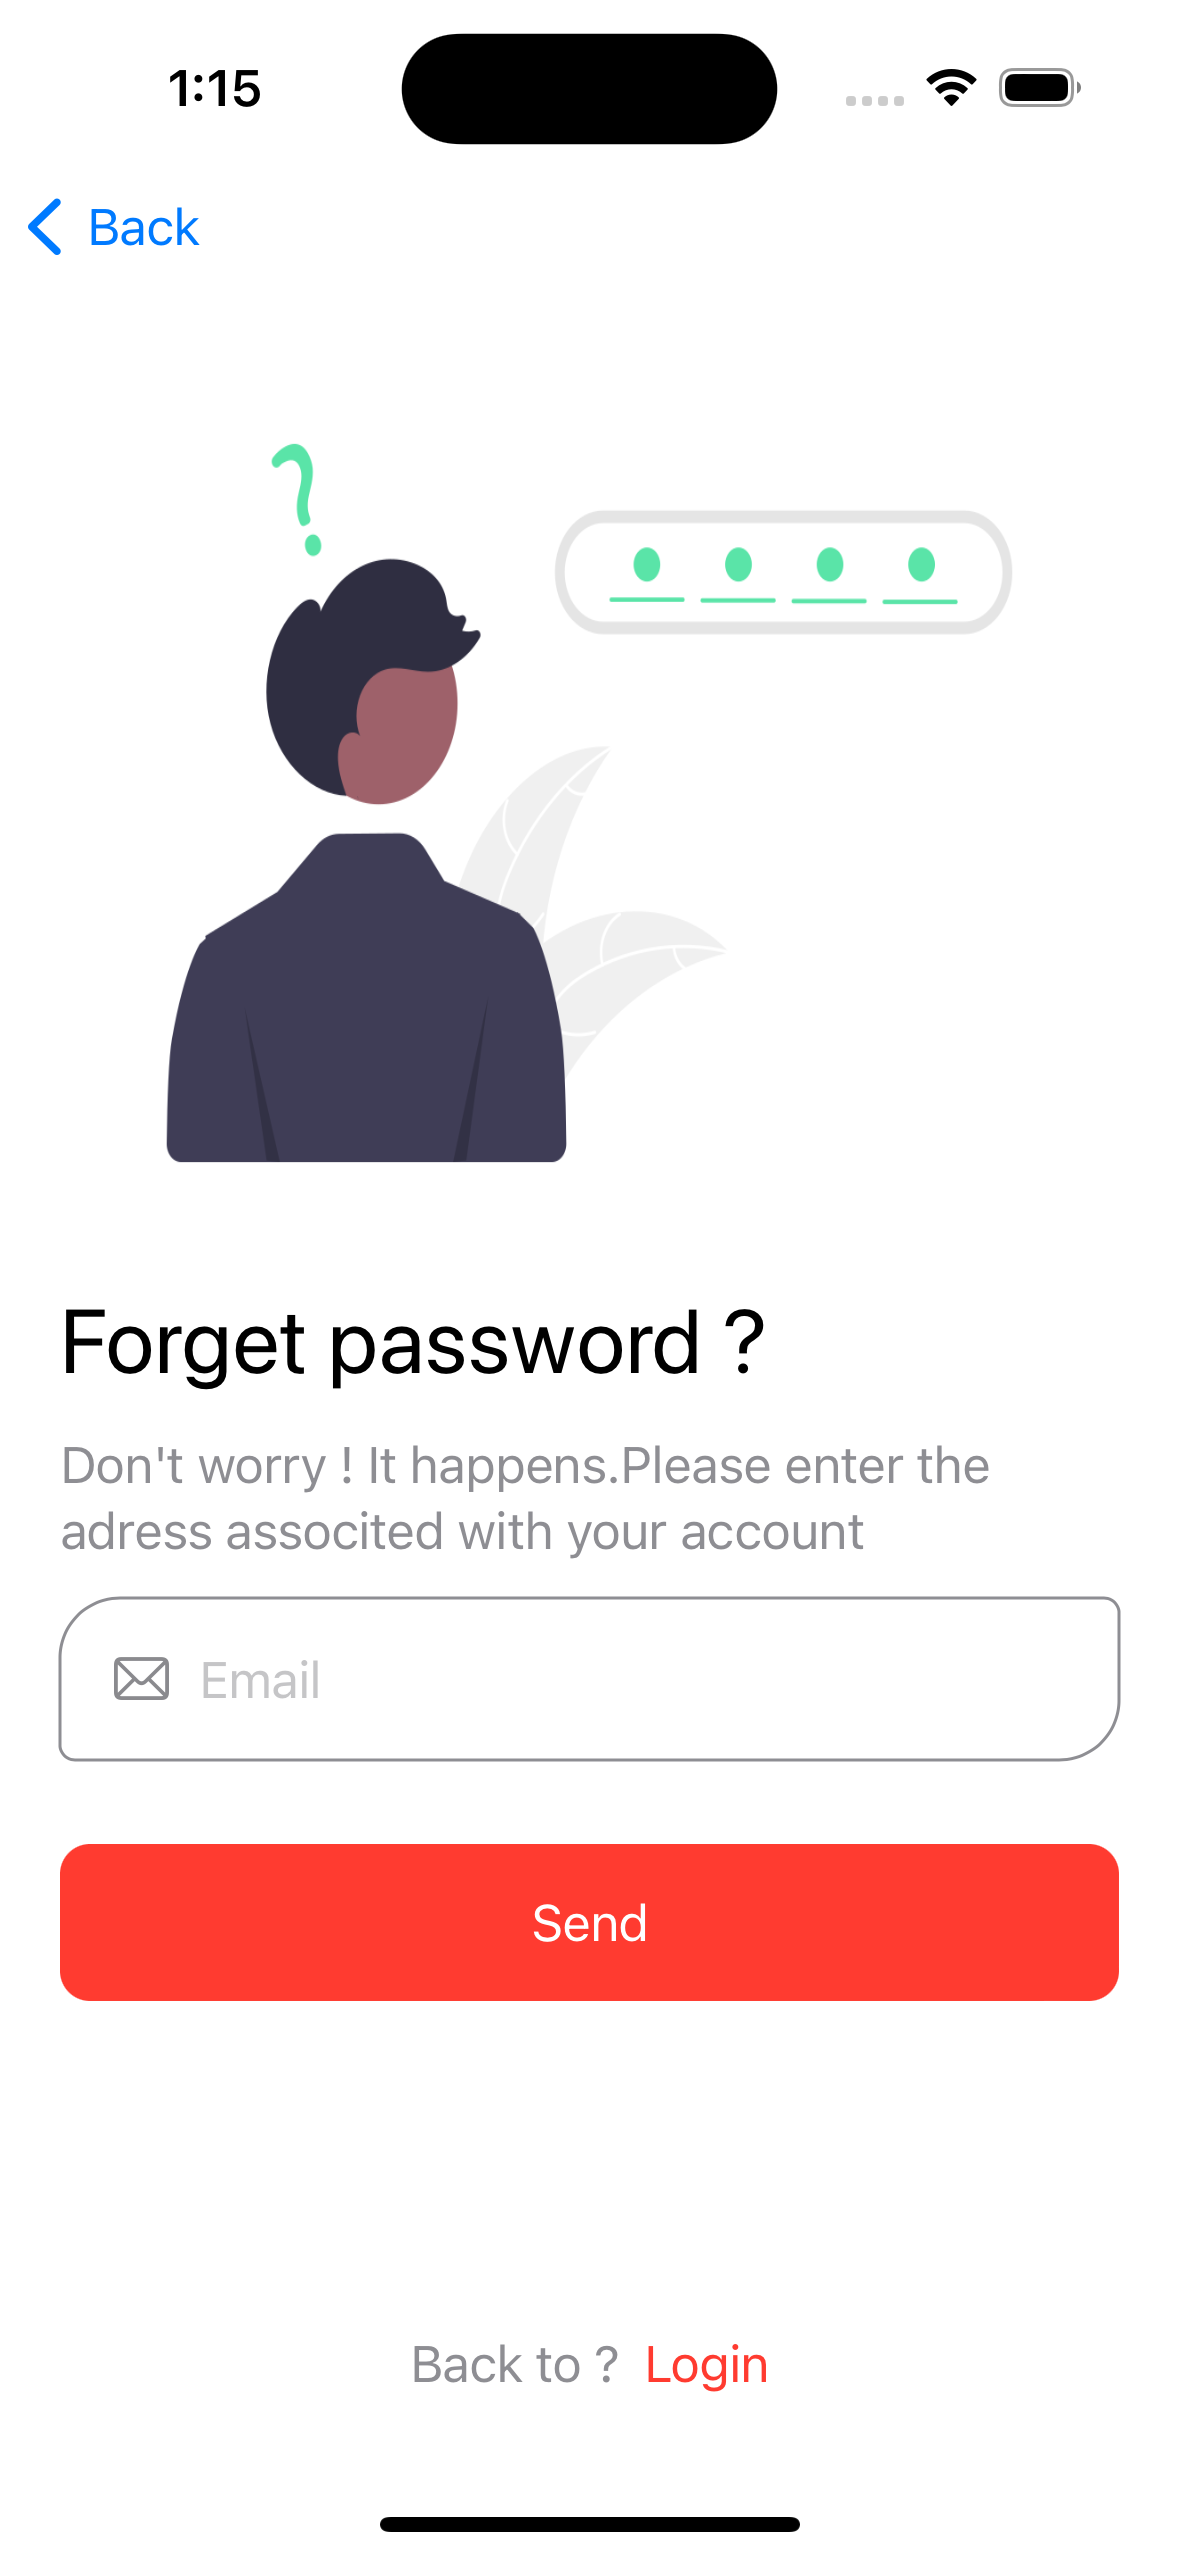 1:15
Back
?
Forget password ?
Don't worry ! It happens.Please enter the
adress associted with your account
Email
Send
Back to ? Login